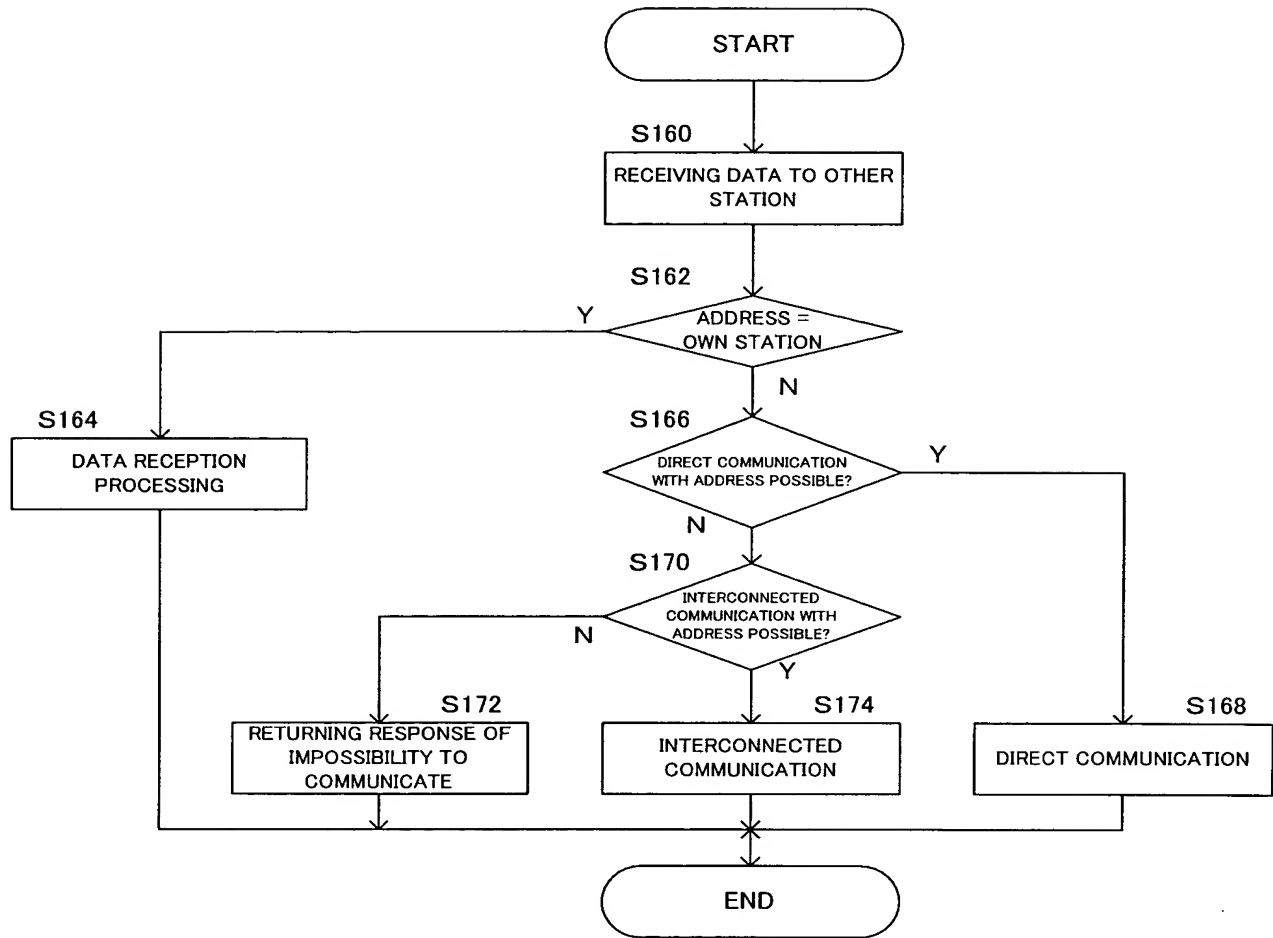 START
S160
RECEIVING DATA TO OTHER
STATION
S162
Y
ADDRESS =
OWN STATION
N
S164
DATA RECEPTION
PROCESSING
S166
DIRECT COMMUNICATION
WITH ADDRESS POSSIBLE?
Y
N
S170
INTERCONNECTED
COMMUNICATION WITH
ADDRESS POSSIBLE?
N
Y
S172
RETURNING RESPONSE OF
IMPOSSIBILITY TO
COMMUNICATE
S174
INTERCONNECTED
COMMUNICATION
S168
DIRECT COMMUNICATION
END